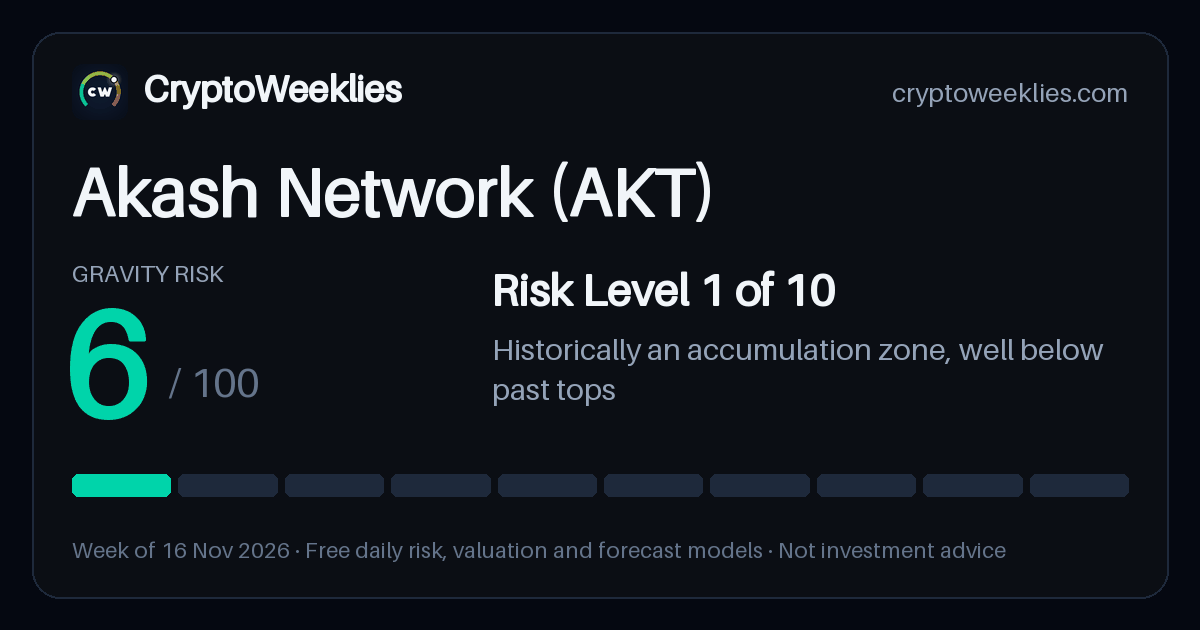 CW
CryptoWeeklies
cryptoweeklies.com
Akash Network (AKT)
GRAVITY RISK
6 / 100
Risk Level 1 of 10
Historically an accumulation zone, well below
past tops
Week of 16 Nov 2026 · Free daily risk, valuation and forecast models · Not investment advice